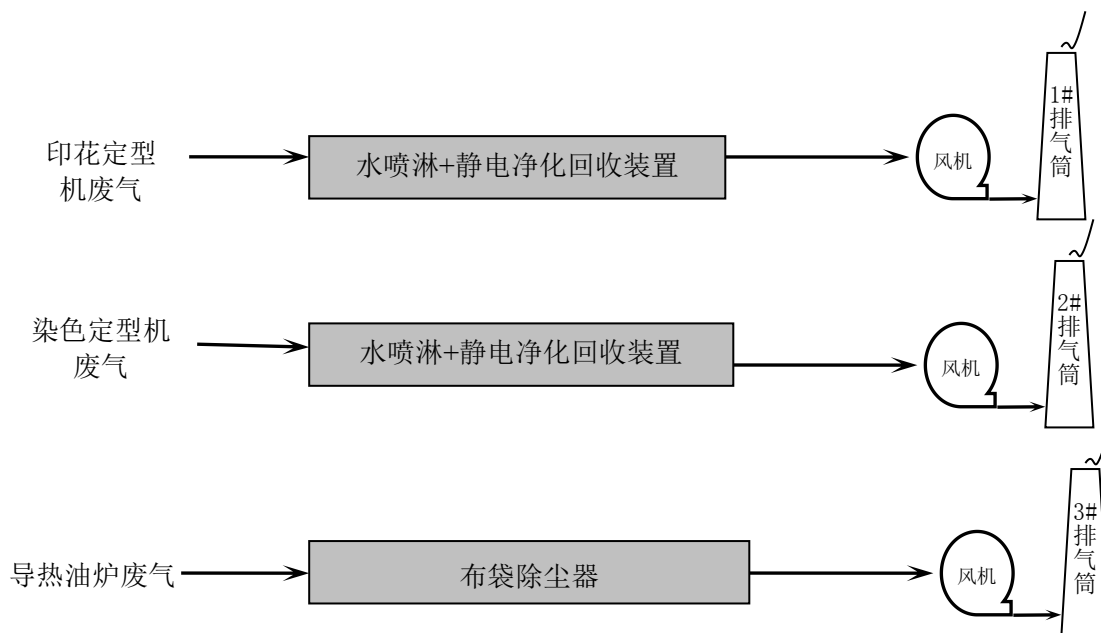 印花定型
机废气
水喷淋+静电净化回收装置
风机
1#
排
气
筒
染色定型机
废气
水喷淋+静电净化回收装置
风机
2#
排
气
筒
导热油炉废气
布袋除尘器
风机
3#
排
气
筒